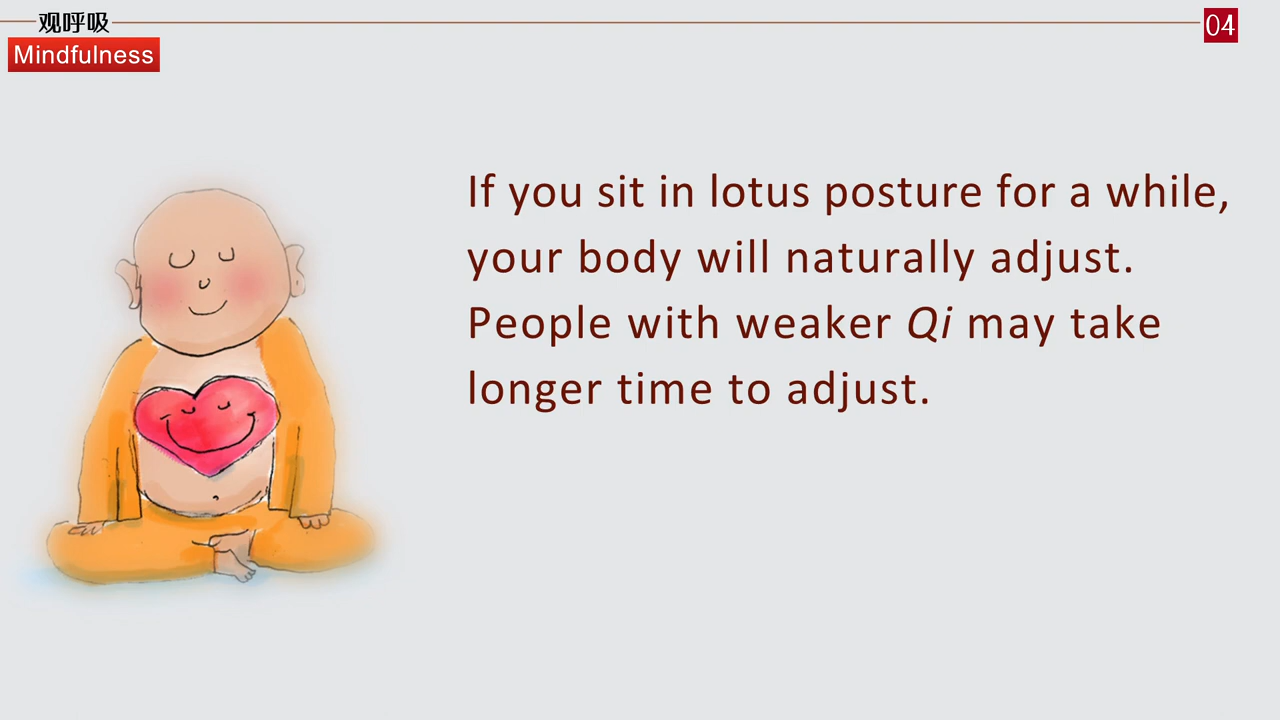 观呼吸
04
Mindfulness
If you sit in lotus posture for a while,
your body will naturally adjust.
People with weaker Qi may take
longer time to adjust.